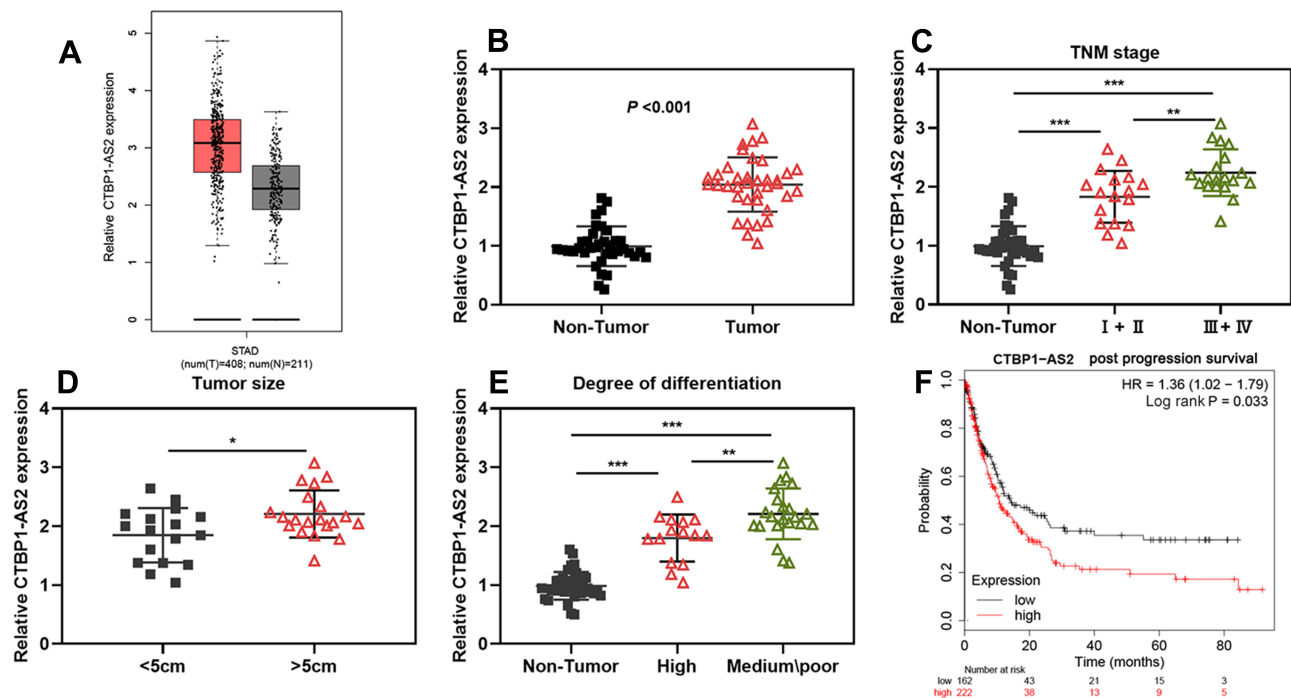 A
Relative CTBP1-AS2 expression
5
4
3
2
1
0
STAD
(num(T)=408; num(N)=211)
B
Relative CTBP1-AS2 expression
4
3
2
1
0
P <0.001
Non-Tumor Tumor
C
TNM stage
Relative CTBP1-AS2 expression
4
3
2
1
0
***
***
**
Non-Tumor I + II III + IV
D
Tumor size
Relative CTBP1-AS2 expression
4
3
2
1
0
*
<5cm >5cm
E
Degree of differentiation
Relative CTBP1-AS2 expression
4
3
2
1
0
***
***
**
Non-Tumor High Medium\poor
F
CTBP1-AS2 post progression survival
HR = 1.36 (1.02 - 1.79)
Log rank P = 0.033
Probability
1.0
0.8
0.6
0.4
0.2
0.0
Expression
low
high
0 20 40 60 80
Time (months)
Number at risk
low 162 43 21 15 3
high 222 38 13 9 5